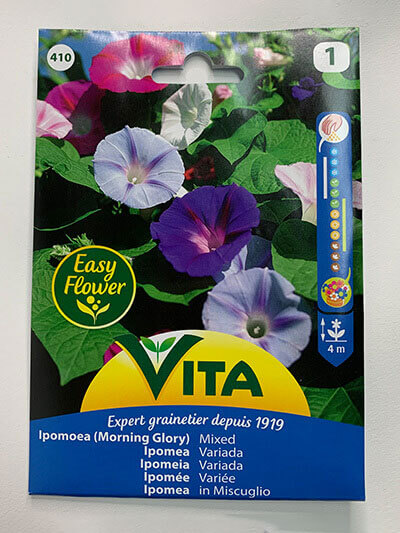 410
1
Easy
Flower
4 m
VITA
Expert grainetier depuis 1919
Ipomoea (Morning Glory) Mixed
Ipomea Variada
Ipomeia Variada
Ipomée Variée
Ipomea in Miscuglio